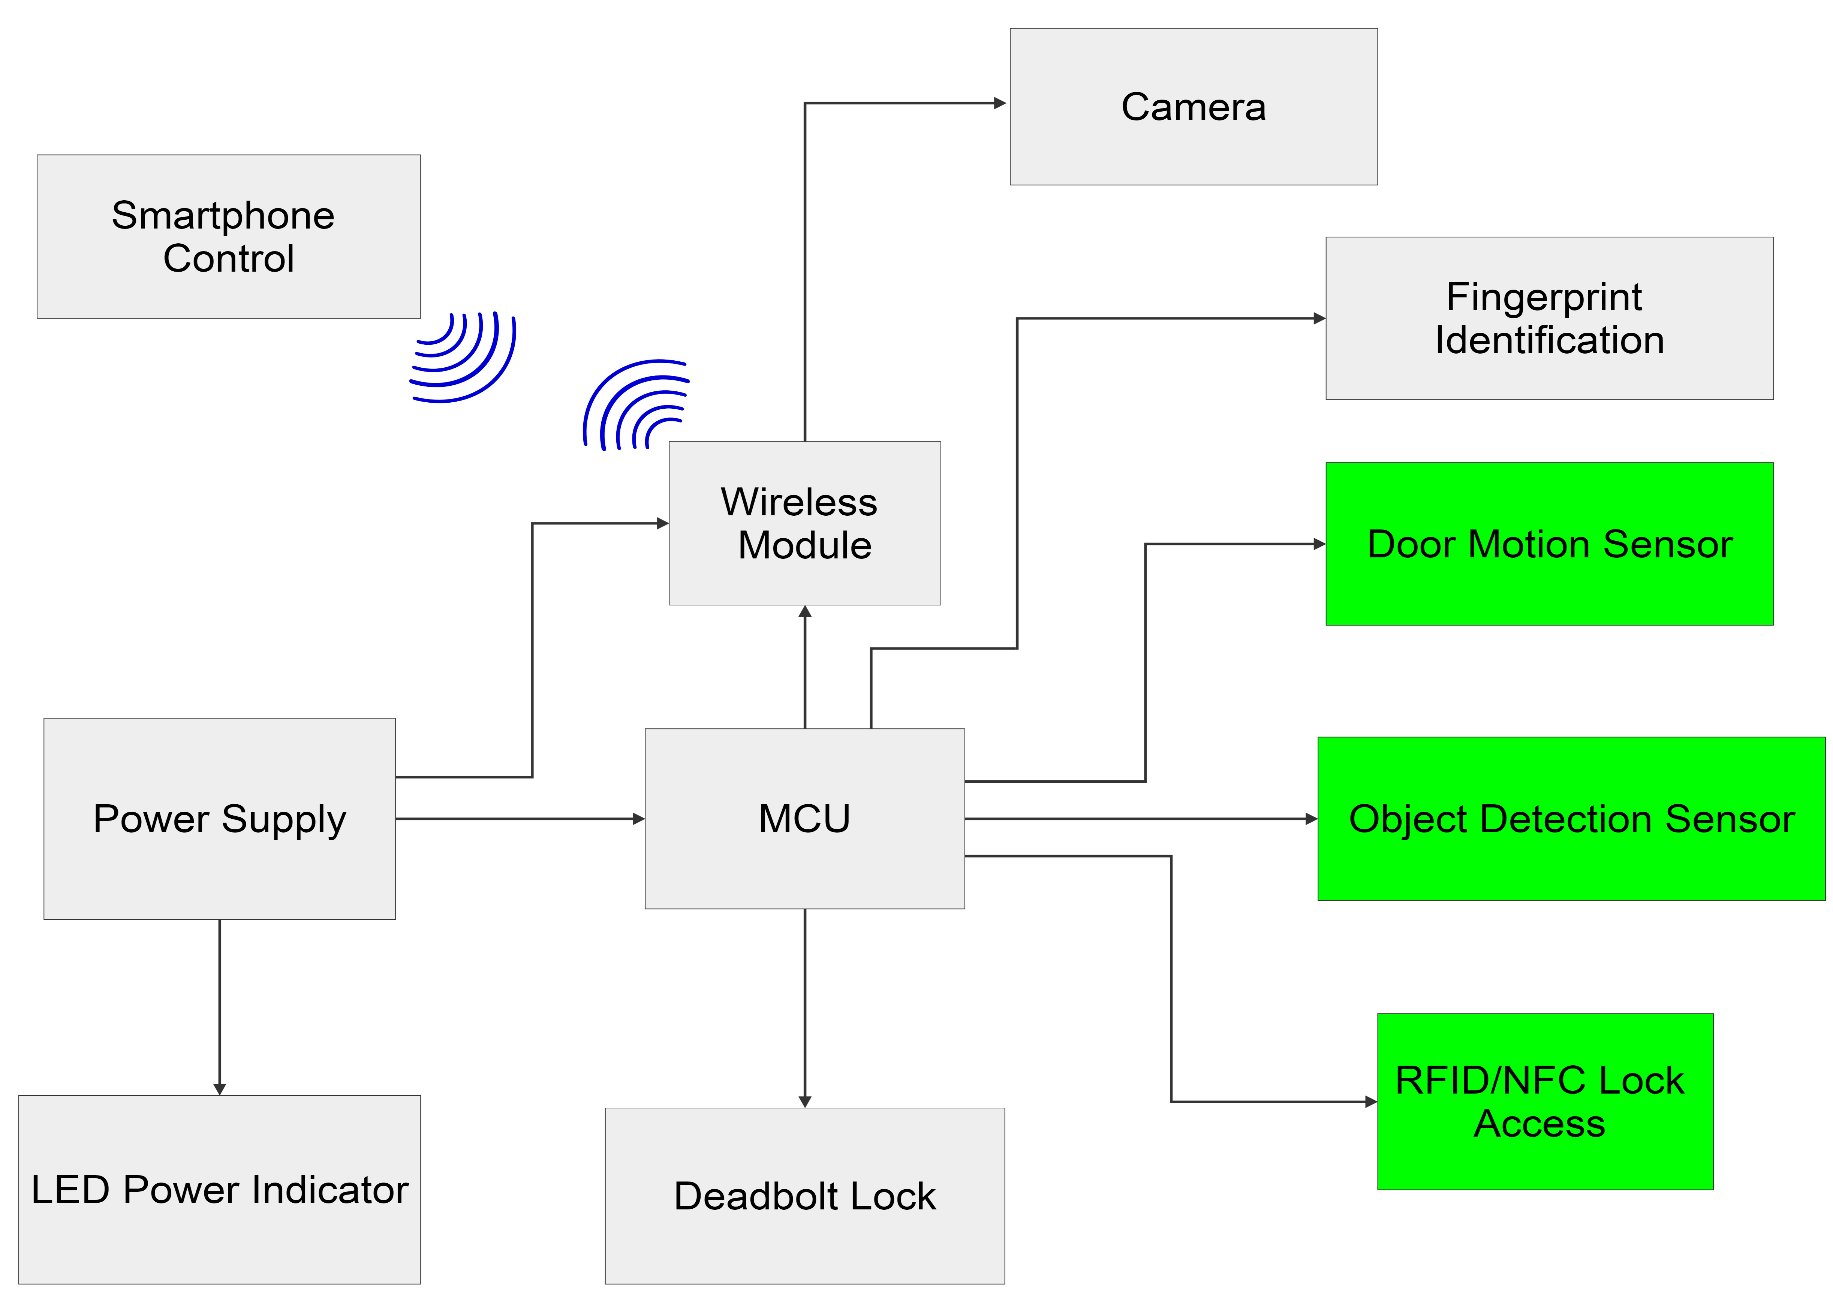 Camera
Smartphone
Control
Fingerprint
Identification
Wireless
Module
Door Motion Sensor
Power Supply
MCU
Object Detection Sensor
RFID/NFC Lock
Access
LED Power Indicator
Deadbolt Lock